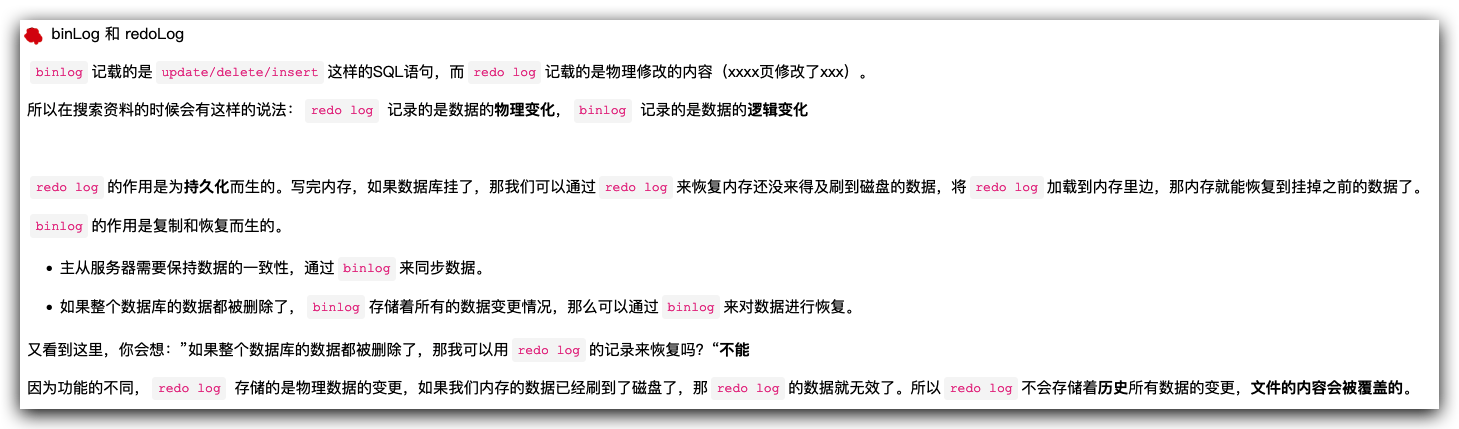 binLog 和 redoLog
binlog 记载的是 update/delete/insert 这样的SQL语句，而 redo log 记载的是物理修改的内容（xxxx页修改了xxx）。
所以在搜索资料的时候会有这样的说法： redo log 记录的是数据的物理变化， binlog 记录的是数据的逻辑变化
redo log 的作用是为持久化而生的。写完内存，如果数据库挂了，那我们可以通过 redo log 来恢复内存还没来得及刷到磁盘的数据，将 redo log 加载到内存里边，那内存就能恢复到挂掉之前的数据了。
binlog 的作用是复制和恢复而生的。
• 主从服务器需要保持数据的一致性，通过 binlog 来同步数据。
• 如果整个数据库的数据都被删除了， binlog 存储着所有的数据变更情况，那么可以通过 binlog 来对数据进行恢复。
又看到这里，你会想：”如果整个数据库的数据都被删除了，那我可以用 redo log 的记录来恢复吗？“不能
因为功能的不同， redo log 存储的是物理数据的变更，如果我们内存的数据已经刷到了磁盘了，那 redo log 的数据就无效了。所以 redo log 不会存储着历史所有数据的变更，文件的内容会被覆盖的。